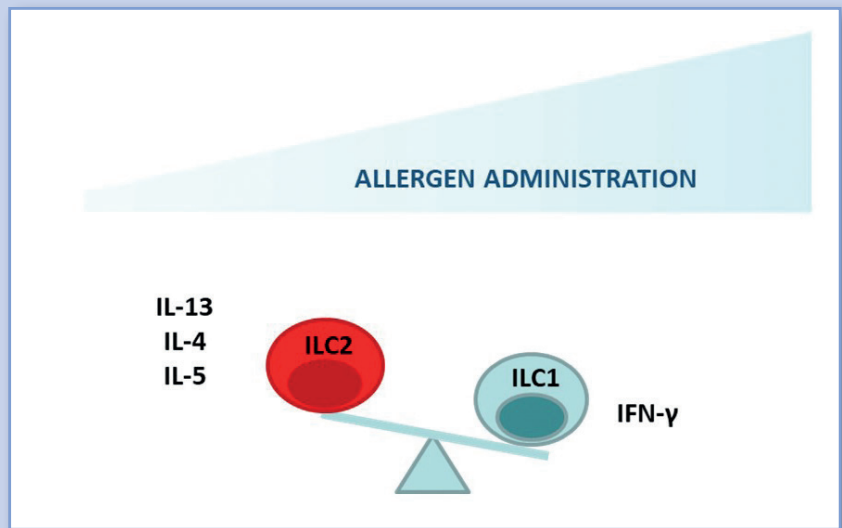 ALLERGEN ADMINISTRATION
IL-13
IL-4
IL-5
ILC2
ILC1
IFN-γ